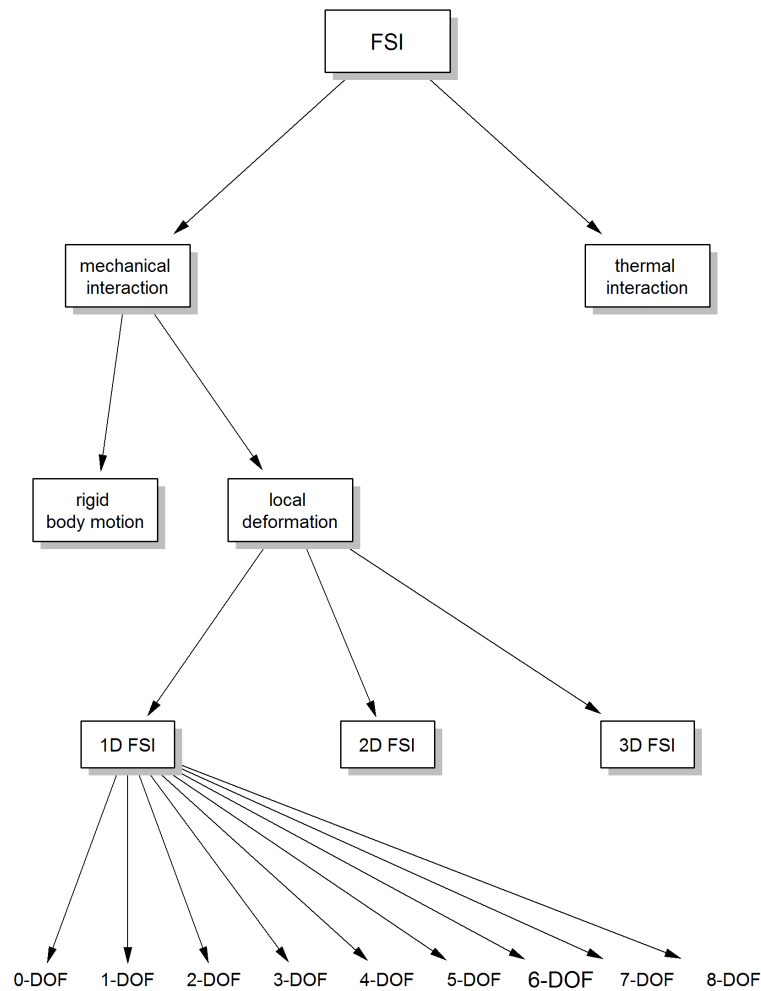 FSI
mechanical
interaction
thermal
interaction
rigid
body motion
local
deformation
1D FSI
2D FSI
3D FSI
0-DOF 1-DOF 2-DOF 3-DOF 4-DOF 5-DOF 6-DOF 7-DOF 8-DOF